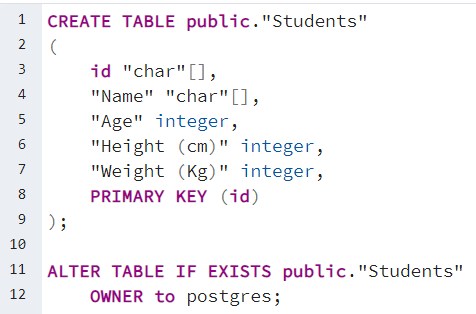 1 CREATE TABLE public."Students"
2 (
3     id "char"[],
4     "Name" "char"[],
5     "Age" integer,
6     "Height (cm)" integer,
7     "Weight (Kg)" integer,
8     PRIMARY KEY (id)
9 );
10
11 ALTER TABLE IF EXISTS public."Students"
12     OWNER to postgres;